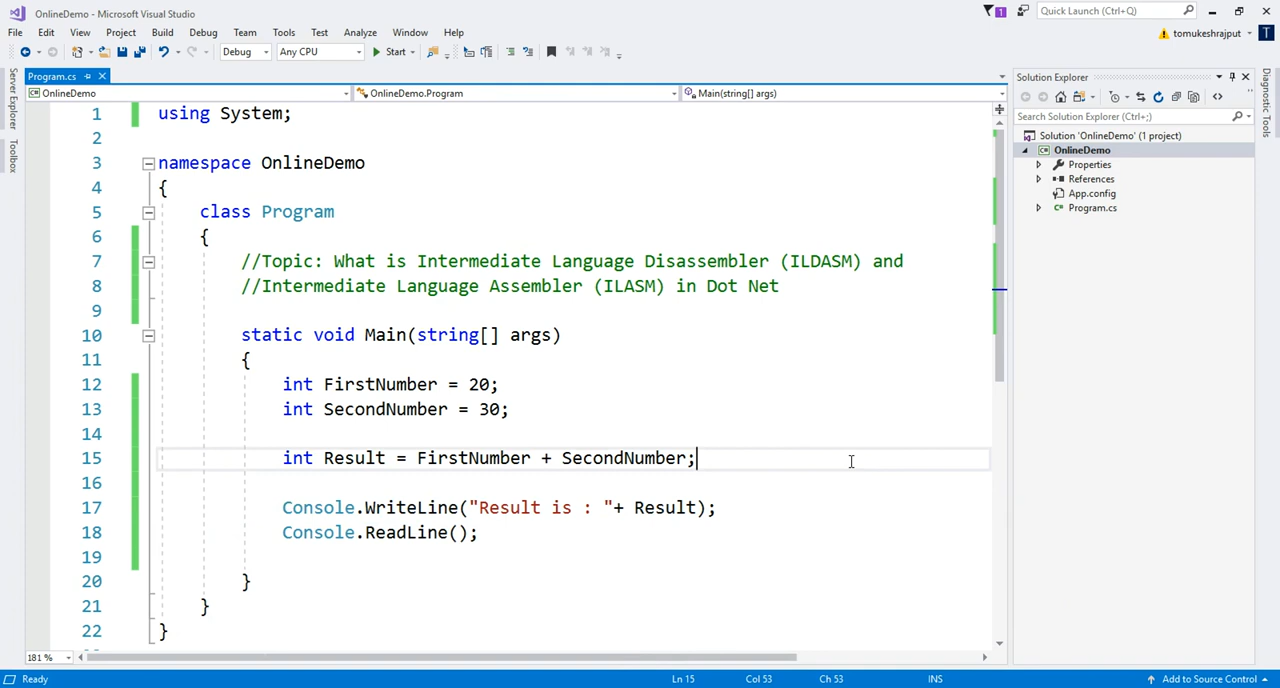 OnlineDemo - Microsoft Visual Studio
1
Quick Launch (Ctrl+Q)
File Edit View Project Build Debug Team Tools Test Analyze Window Help
tomukeshrajput
T
Debug Any CPU Start
Server Explorer
Toolbox
Program.cs
OnlineDemo OnlineDemo.Program Main(string[] args)
1 using System;
2
3 namespace OnlineDemo
4 {
5 class Program
6 {
7 //Topic: What is Intermediate Language Disassembler (ILDASM) and
8 //Intermediate Language Assembler (ILASM) in Dot Net
9
10 static void Main(string[] args)
11 {
12 int FirstNumber = 20;
13 int SecondNumber = 30;
14
15 int Result = FirstNumber + SecondNumber;
16
17 Console.WriteLine("Result is : "+ Result);
18 Console.ReadLine();
19
20 }
21 }
22 }
181 %
Solution Explorer
Search Solution Explorer (Ctrl+;)
Solution 'OnlineDemo' (1 project)
C# OnlineDemo
Properties
References
App.config
C# Program.cs
Diagnostic Tools
Ready Ln 15 Col 53 Ch 53 INS Add to Source Control